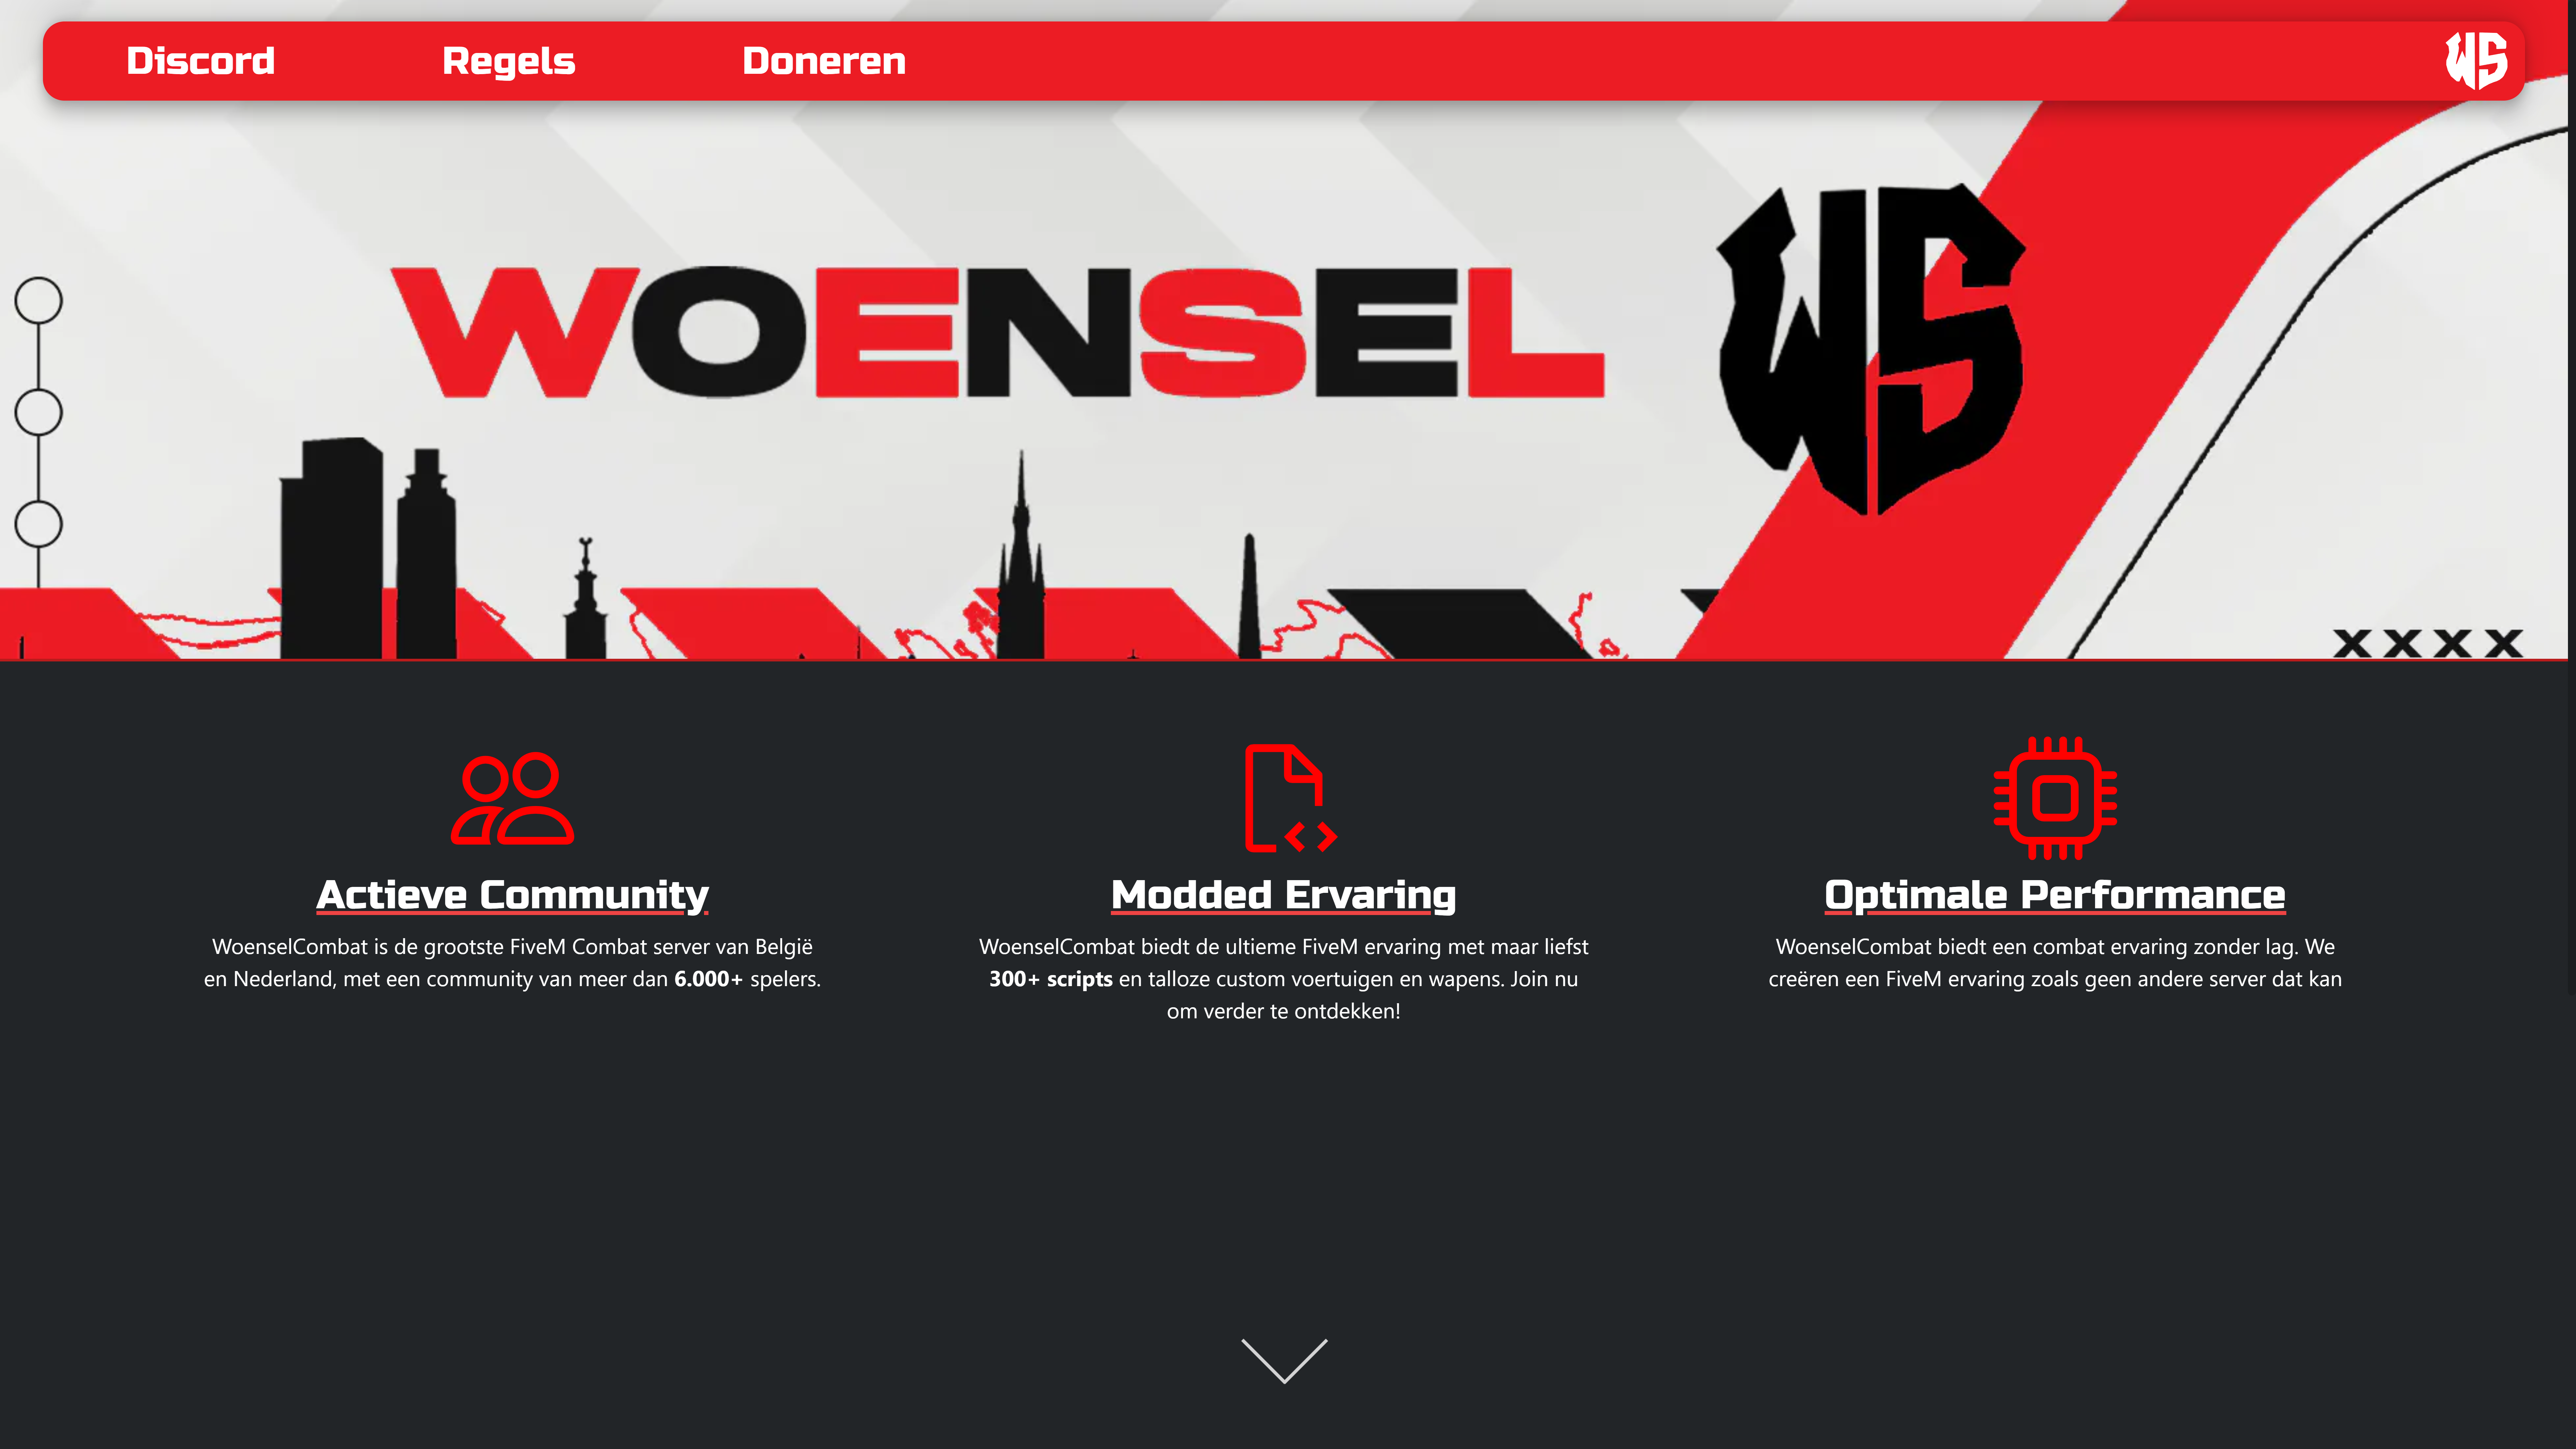 Discord Regels Doneren WS
WOENSEL
WS
XXXX
Actieve Community
WoenselCombat is de grootste FiveM Combat server van België
en Nederland, met een community van meer dan 6.000+ spelers.
Modded Ervaring
WoenselCombat biedt de ultieme FiveM ervaring met maar liefst
300+ scripts en talloze custom voertuigen en wapens. Join nu
om verder te ontdekken!
Optimale Performance
WoenselCombat biedt een combat ervaring zonder lag. We
creëren een FiveM ervaring zoals geen andere server dat kan